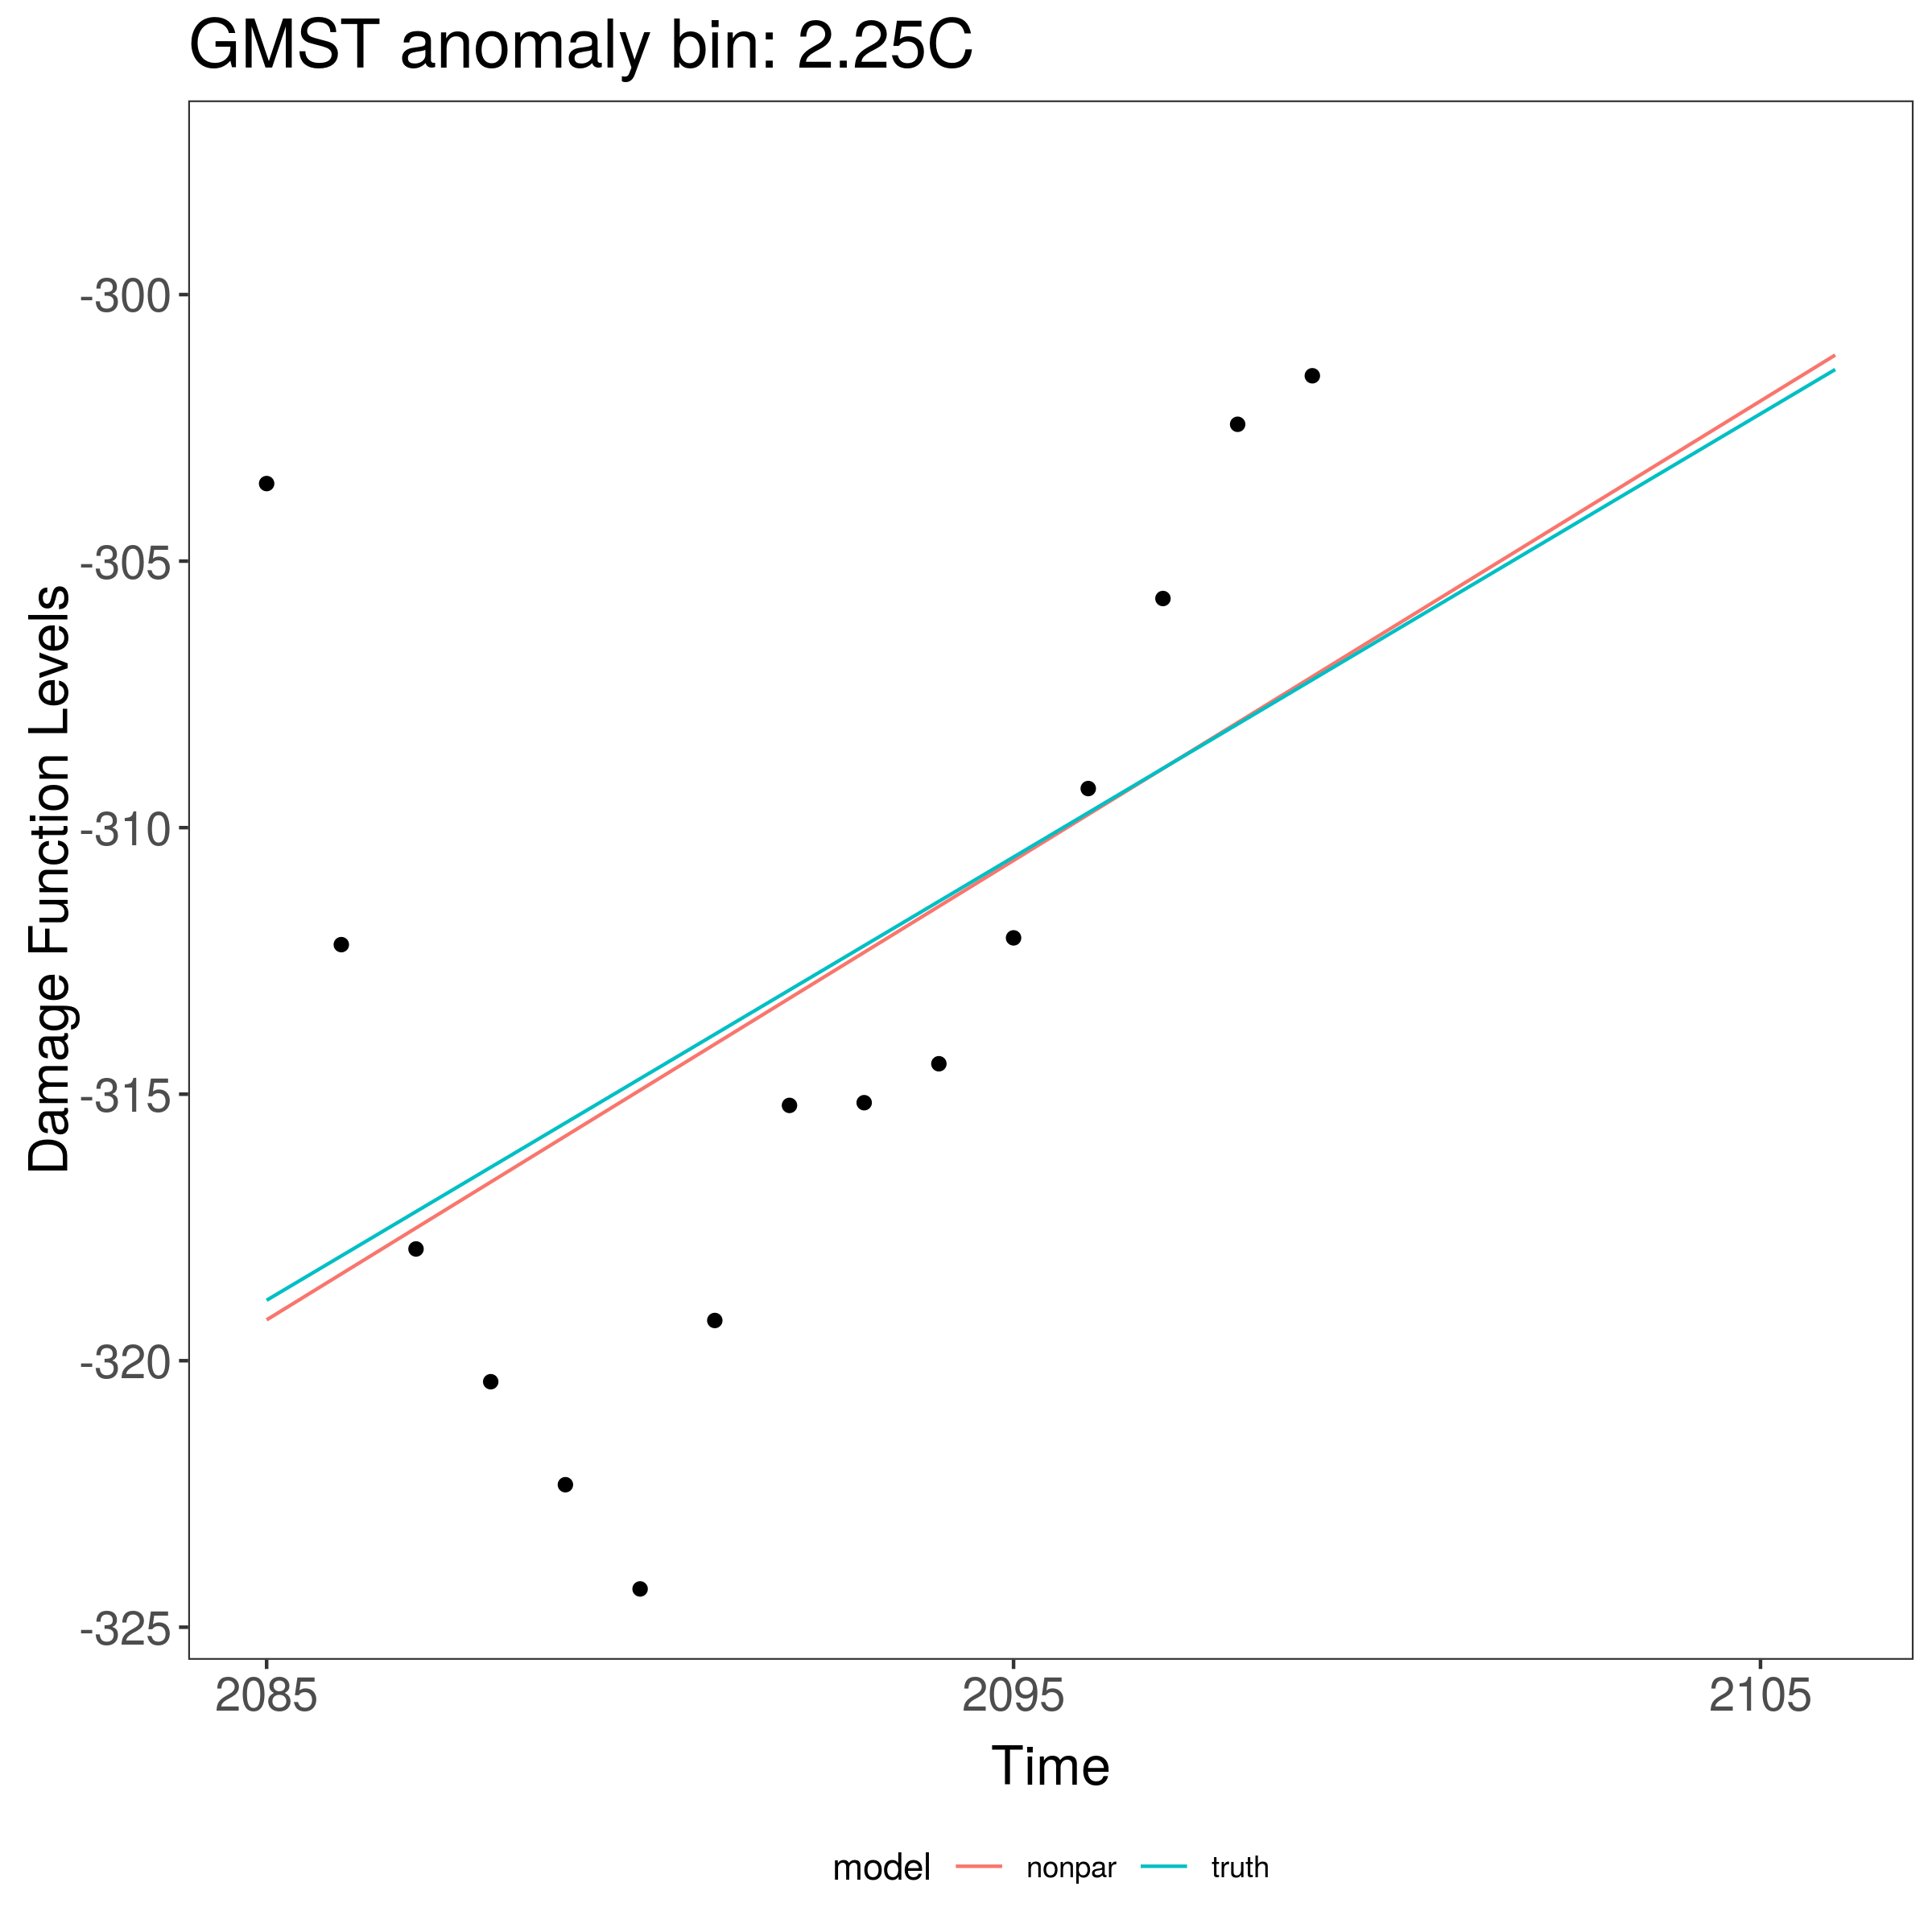 GMST anomaly bin: 2.25C
Damage Function Levels
-300
-305
-310
-315
-320
-325
2085 2095 2105
Time
model nonpar truth